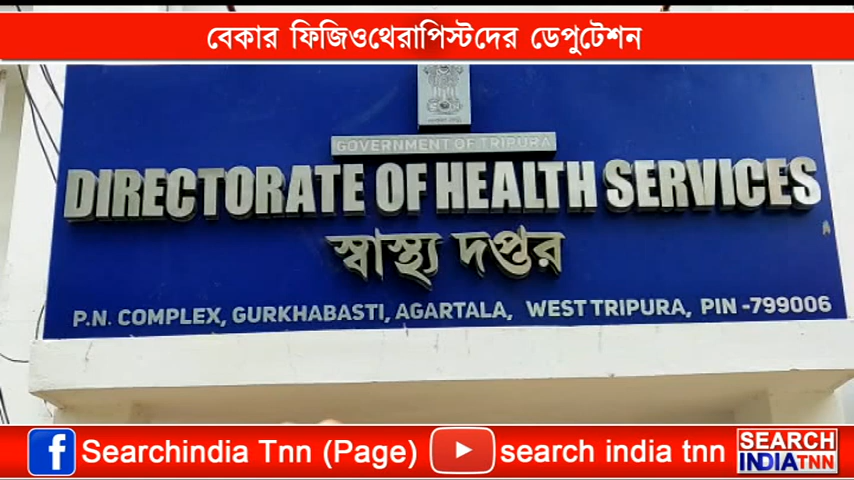 বেকার ফিজিওথেরাপিস্টদের ডেপুটেশন
GOVERNMENT OF TRIPURA
DIRECTORATE OF HEALTH SERVICES
স্বাস্থ্য দপ্তর
P.N. COMPLEX, GURKHABASTI, AGARTALA, WEST TRIPURA, PIN -799006
Searchindia Tnn (Page) search india tnn
SEARCH
INDIATNN